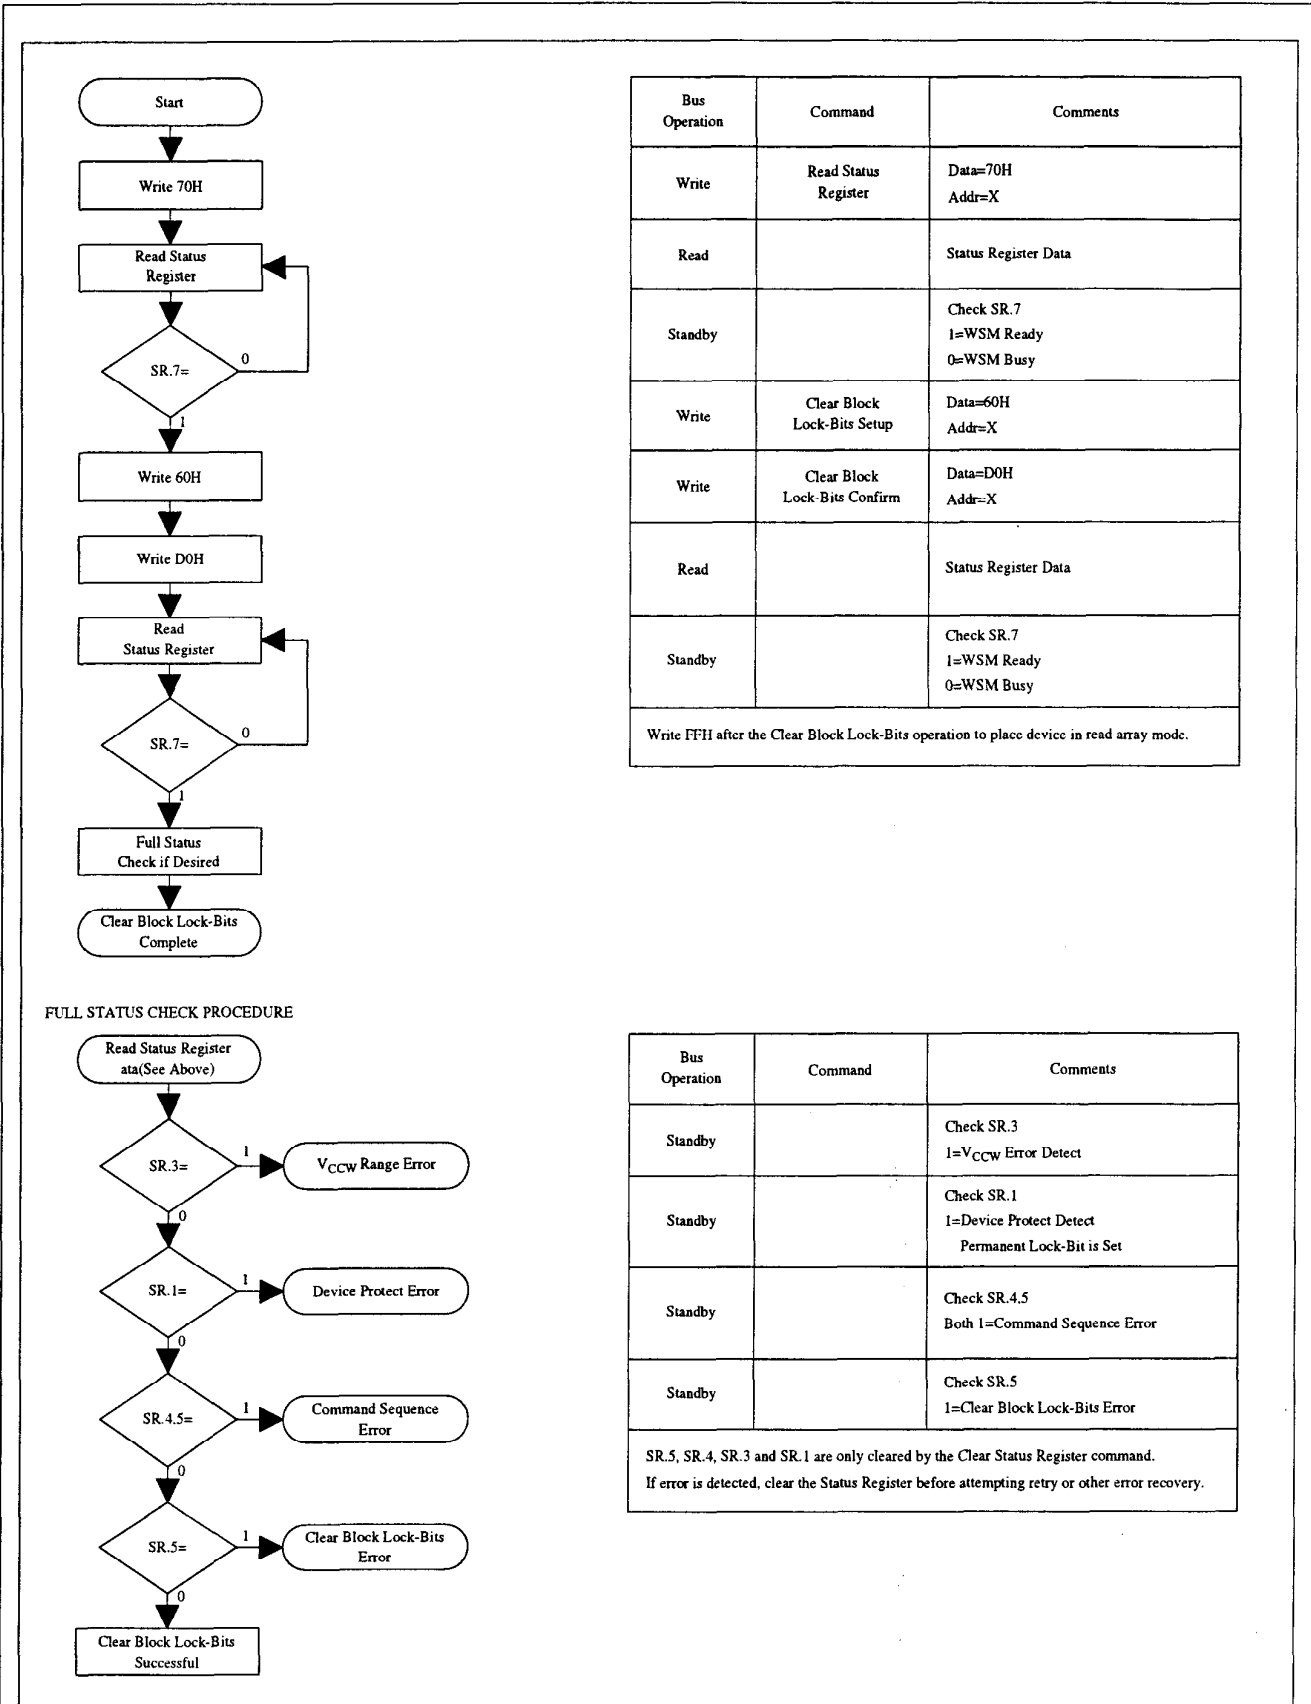 Start
Write 70H
Read Status
Register
SR.7=
0
1
Write 60H
Write D0H
Read
Status Register
SR.7=
0
1
Full Status
Check if Desired
Clear Block Lock-Bits
Complete
Bus
Operation
Command
Comments
Write
Read Status
Register
Data=70H
Addr=X
Read
Status Register Data
Standby
Check SR.7
1=WSM Ready
0=WSM Busy
Write
Clear Block
Lock-Bits Setup
Data=60H
Addr=X
Write
Clear Block
Lock-Bits Confirm
Data=D0H
Addr=X
Read
Status Register Data
Standby
Check SR.7
1=WSM Ready
0=WSM Busy
Write FFH after the Clear Block Lock-Bits operation to place device in read array mode.
FULL STATUS CHECK PROCEDURE
Read Status Register
ata(See Above)
SR.3=
1
VCCW Range Error
0
SR.1=
1
Device Protect Error
0
SR.4.5=
1
Command Sequence
Error
0
SR.5=
1
Clear Block Lock-Bits
Error
0
Clear Block Lock-Bits
Successful
Bus
Operation
Command
Comments
Standby
Check SR.3
1=VCCW Error Detect
Standby
Check SR.1
1=Device Protect Detect
Permanent Lock-Bit is Set
Standby
Check SR.4,5
Both 1=Command Sequence Error
Standby
Check SR.5
1=Clear Block Lock-Bits Error
SR.5, SR.4, SR.3 and SR.1 are only cleared by the Clear Status Register command.
If error is detected, clear the Status Register before attempting retry or other error recovery.